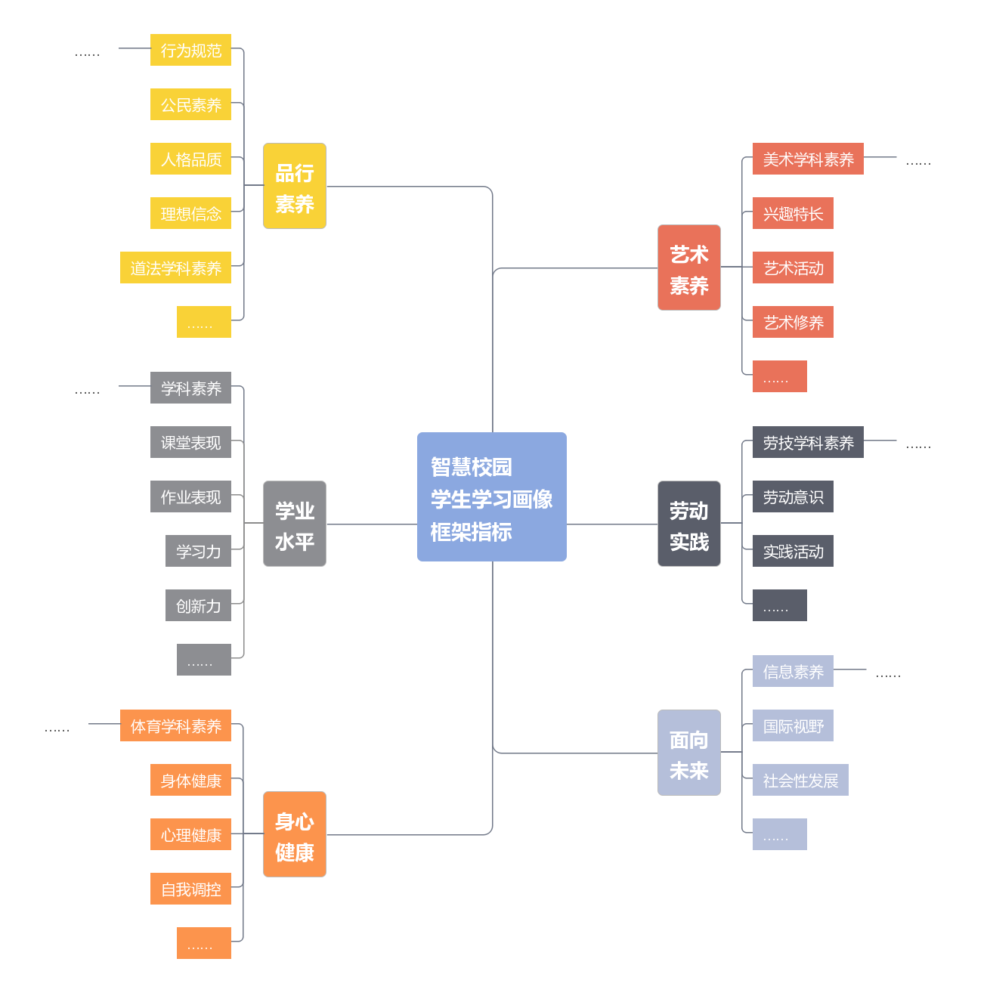 智慧校园
学生学习画像
框架指标
品行
素养
……
行为规范
公民素养
人格品质
理想信念
道法学科素养
……
学业
水平
……
学科素养
课堂表现
作业表现
学习力
创新力
……
身心
健康
……
体育学科素养
身体健康
心理健康
自我调控
……
艺术
素养
美术学科素养
……
兴趣特长
艺术活动
艺术修养
……
劳动
实践
劳技学科素养
……
劳动意识
实践活动
……
面向
未来
信息素养
……
国际视野
社会性发展
……